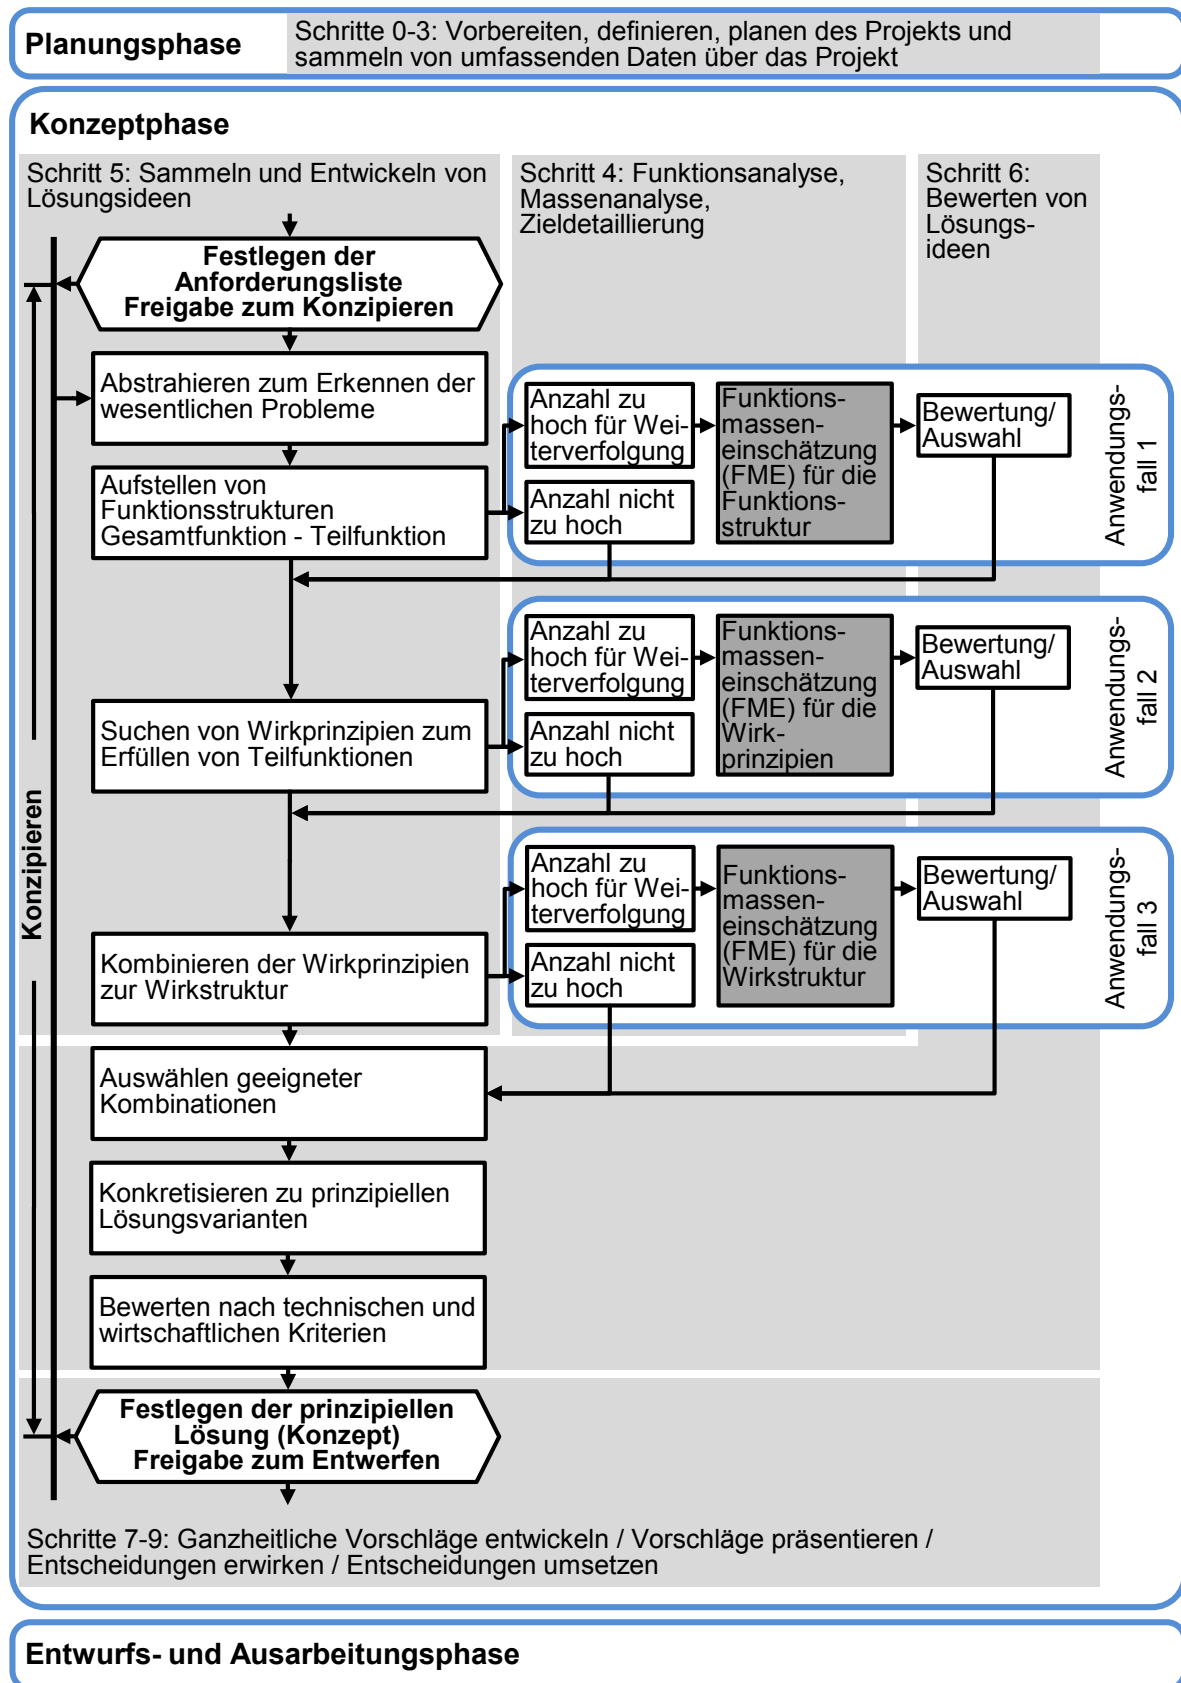 Planungsphase
Schritte 0-3: Vorbereiten, definieren, planen des Projekts und
sammeln von umfassenden Daten über das Projekt
Konzeptphase
Schritt 5: Sammeln und Entwickeln von
Lösungsideen
Schritt 4: Funktionsanalyse,
Massenanalyse,
Zieldetaillierung
Schritt 6:
Bewerten von
Lösungs-
ideen
Festlegen der
Anforderungsliste
Freigabe zum Konzipieren
Abstrahieren zum Erkennen der
wesentlichen Probleme
Aufstellen von
Funktionsstrukturen
Gesamtfunktion - Teilfunktion
Anzahl zu
hoch für Wei-
terverfolgung
Anzahl nicht
zu hoch
Funktions-
massen-
einschätzung
(FME) für die
Funktions-
struktur
Bewertung/
Auswahl
Anwendungs-
fall 1
Suchen von Wirkprinzipien zum
Erfüllen von Teilfunktionen
Anzahl zu
hoch für Wei-
terverfolgung
Anzahl nicht
zu hoch
Funktions-
massen-
einschätzung
(FME) für die
Wirk-
prinzipien
Bewertung/
Auswahl
Anwendungs-
fall 2
Konzipieren
Kombinieren der Wirkprinzipien
zur Wirkstruktur
Anzahl zu
hoch für Wei-
terverfolgung
Anzahl nicht
zu hoch
Funktions-
massen-
einschätzung
(FME) für die
Wirkstruktur
Bewertung/
Auswahl
Anwendungs-
fall 3
Auswählen geeigneter
Kombinationen
Konkretisieren zu prinzipiellen
Lösungsvarianten
Bewerten nach technischen und
wirtschaftlichen Kriterien
Festlegen der prinzipiellen
Lösung (Konzept)
Freigabe zum Entwerfen
Schritte 7-9: Ganzheitliche Vorschläge entwickeln / Vorschläge präsentieren /
Entscheidungen erwirken / Entscheidungen umsetzen
Entwurfs- und Ausarbeitungsphase